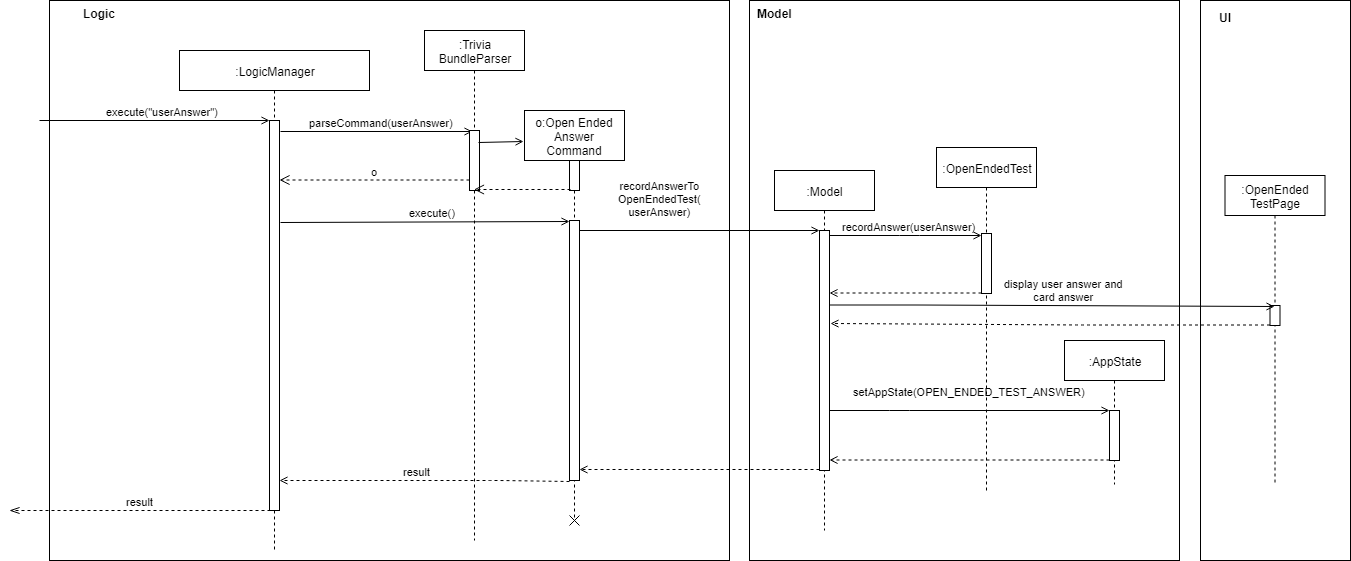 Logic
Model
UI
:Trivia
BundleParser
:LogicManager
execute("userAnswer")
parseCommand(userAnswer)
o:Open Ended
Answer
Command
:OpenEndedTest
o
recordAnswerTo
OpenEndedTest(
userAnswer)
:Model
:OpenEnded
TestPage
execute()
recordAnswer(userAnswer)
display user answer and
card answer
:AppState
setAppState(OPEN_ENDED_TEST_ANSWER)
result
result